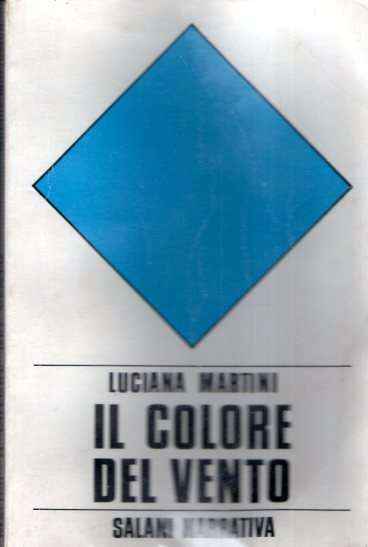 LUCIANA MARTINI
IL COLORE
DEL VENTO
SALANI NARRATIVA